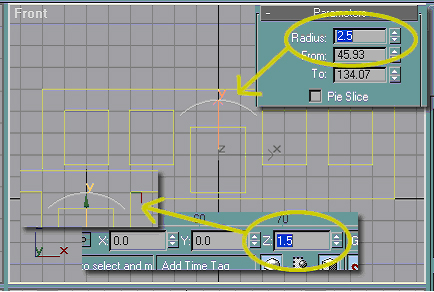 Front
- Parameters
Radius: 2.5
From: 45.93
To: 134.07
Pie Slice
y
z x
y
60 70
X: 0.0 Y: 0.0 Z: 1.5 G
y x
to select and m Add Time Tag